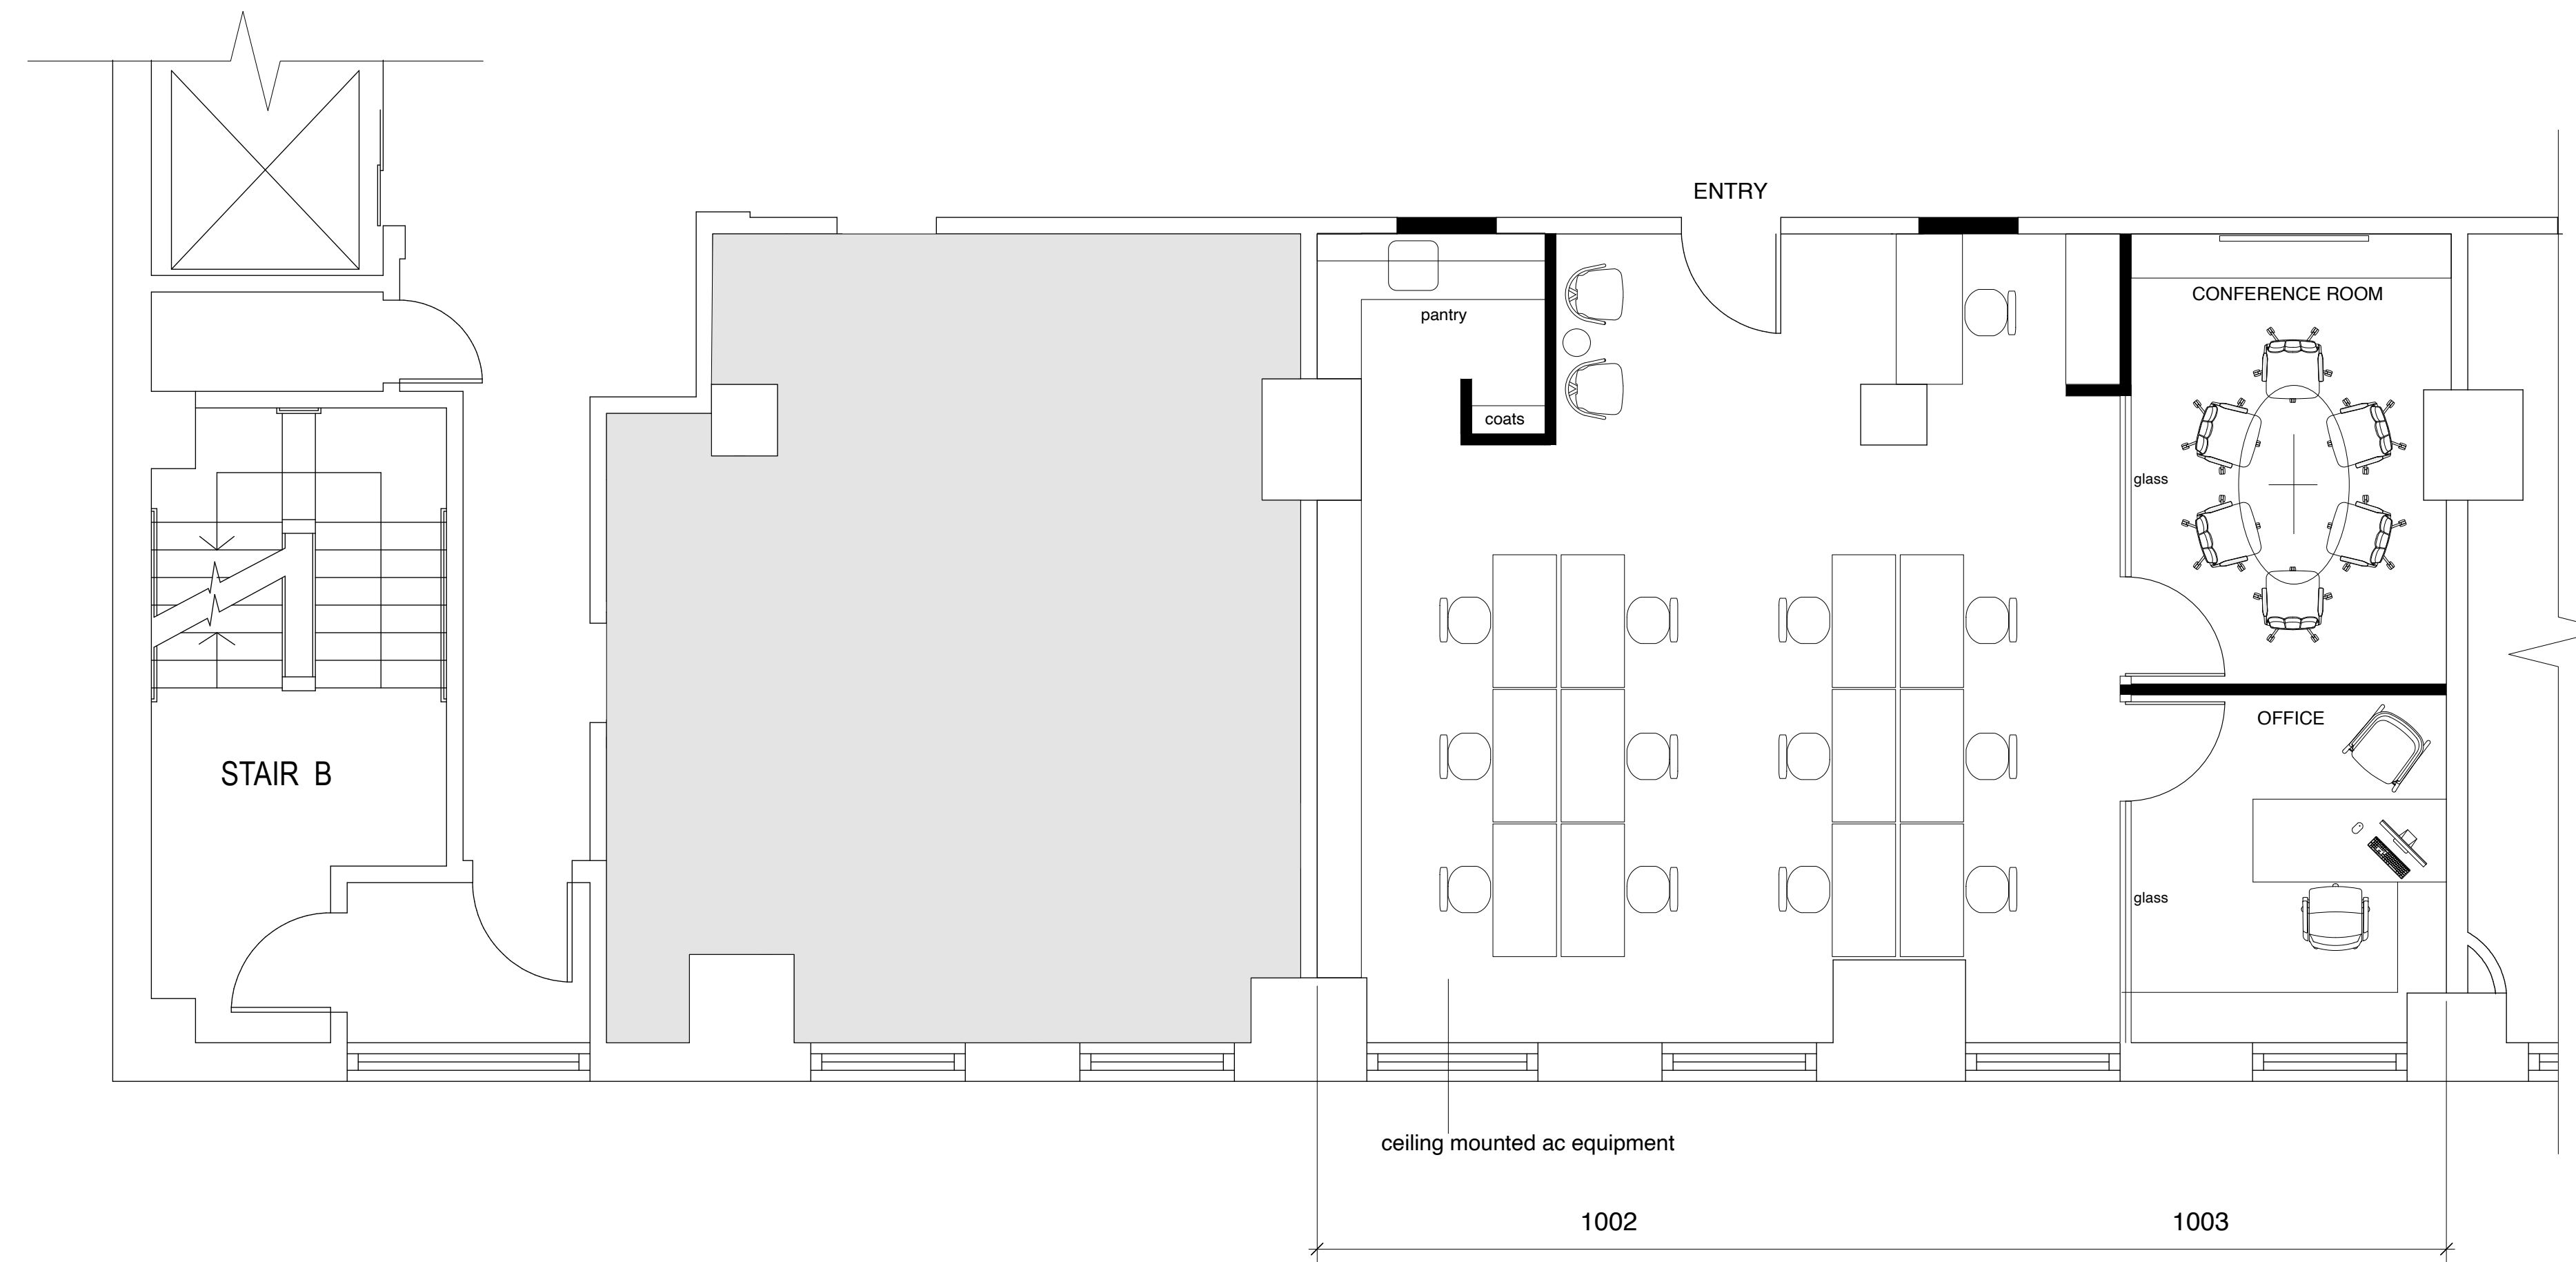 ENTRY
CONFERENCE ROOM
pantry
coats
glass
OFFICE
STAIR B
glass
ceiling mounted ac equipment
1002
1003